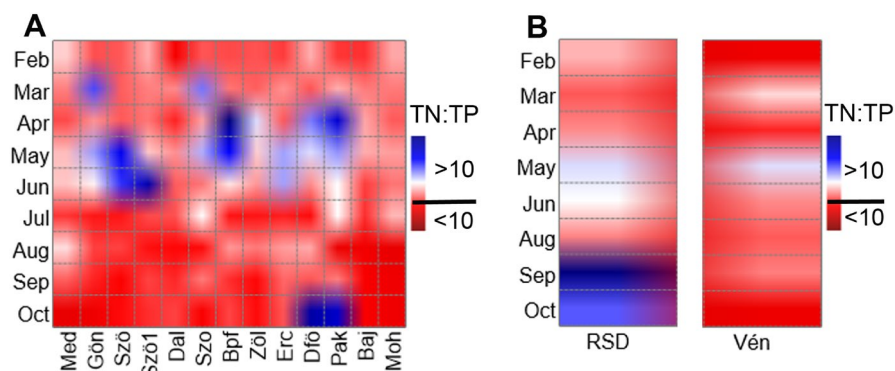 A
Feb
Mar
Apr
May
Jun
Jul
Aug
Sep
Oct
Med
Gön
Szö
Szö1
Dal
Szo
Bpf
Zöl
Erc
Dfö
Pak
Baj
Moh
TN:TP
>10
<10
B
Feb
Mar
Apr
May
Jun
Aug
Sep
Oct
RSD
Vén
TN:TP
>10
<10